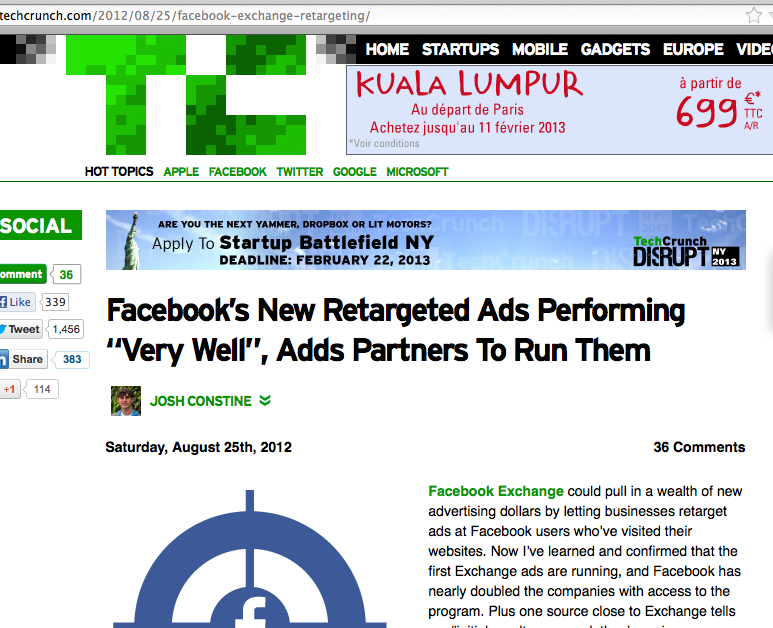 techcrunch.com/2012/08/25/facebook-exchange-retargeting/
HOME STARTUPS MOBILE GADGETS EUROPE
KUALA LUMPUR
Au départ de Paris
Achetez jusqu'au 11 février 2013
*Voir conditions
à partir de
699 €*
TTC
A/R
HOT TOPICS APPLE FACEBOOK TWITTER GOOGLE MICROSOFT
SOCIAL
ARE YOU THE NEXT YAMMER, DROPBOX OR LIT MOTORS?
Apply To Startup Battlefield NY
DEADLINE: FEBRUARY 22, 2013
TechCrunch
DISRUPT NY
2013
omment 36
Like 339
Tweet 1,456
Share 383
+1 114
Facebook's New Retargeted Ads Performing
“Very Well”, Adds Partners To Run Them
JOSH CONSTINE
Saturday, August 25th, 2012
36 Comments
Facebook Exchange could pull in a wealth of new
advertising dollars by letting businesses retarget
ads at Facebook users who've visited their
websites. Now I've learned and confirmed that the
first Exchange ads are running, and Facebook has
nearly doubled the companies with access to the
program. Plus one source close to Exchange tells